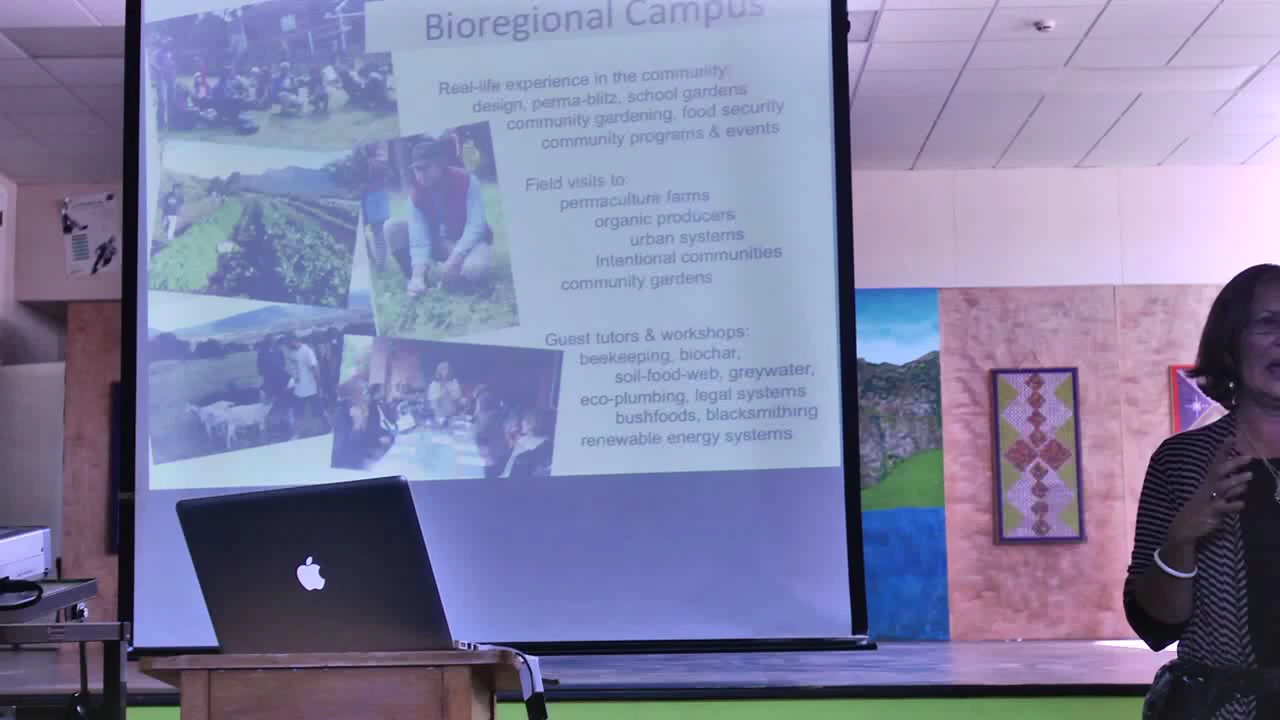 Bioregional Campus
Real-life experience in the community:
design, perma-blitz, school gardens
community gardening, food security
community programs & events
Field visits to:
permaculture farms
organic producers
urban systems
Intentional communities
community gardens
Guest tutors & workshops:
beekeeping, biochar,
soil-food-web, greywater,
eco-plumbing, legal systems
bushfoods, blacksmithing
renewable energy systems